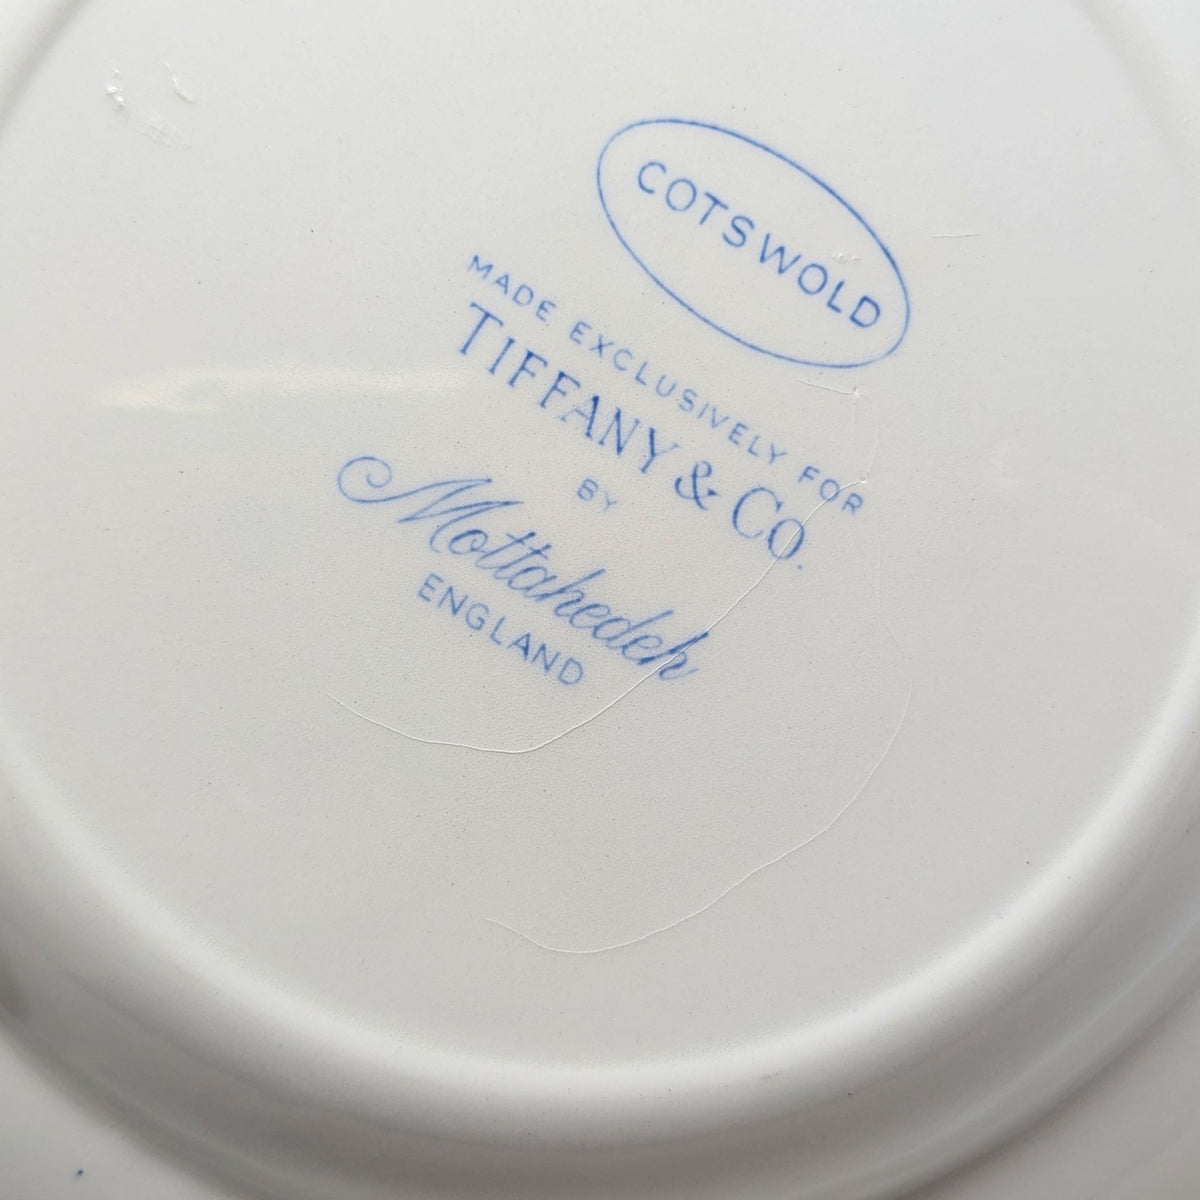 COTSWOLD
MADE EXCLUSIVELY FOR
TIFFANY & CO.
BY
Mottahedeh
ENGLAND